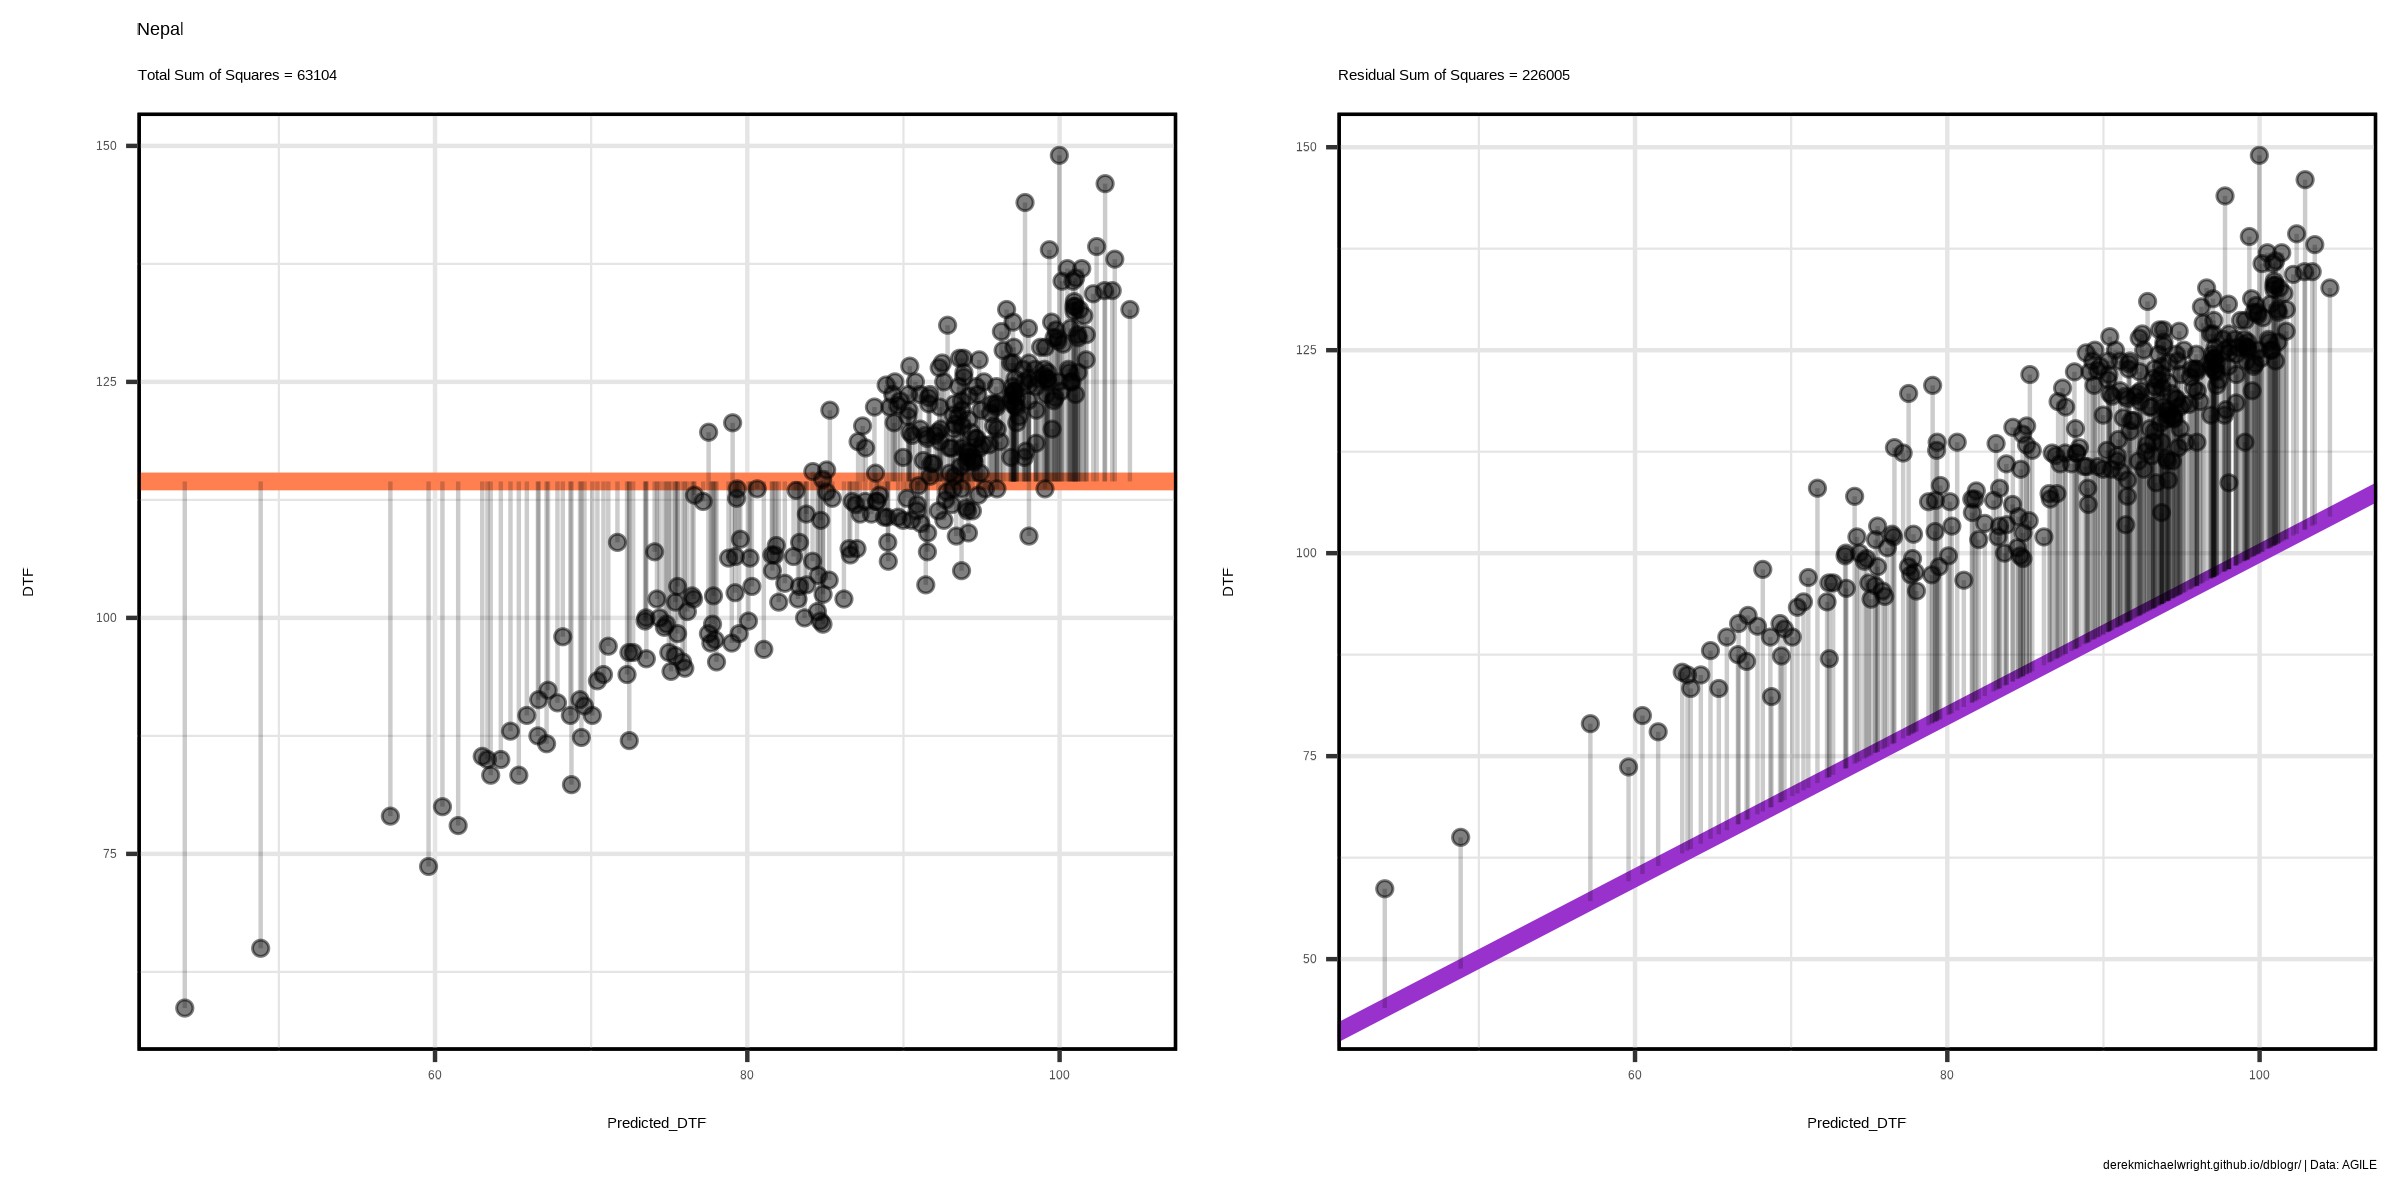 Nepal
Total Sum of Squares = 63104
Residual Sum of Squares = 226005
150
125
100
75
DTF
60
80
100
Predicted_DTF
150
125
100
75
50
DTF
60
80
100
Predicted_DTF
derekmichaelwright.github.io/dblogr/ | Data: AGILE